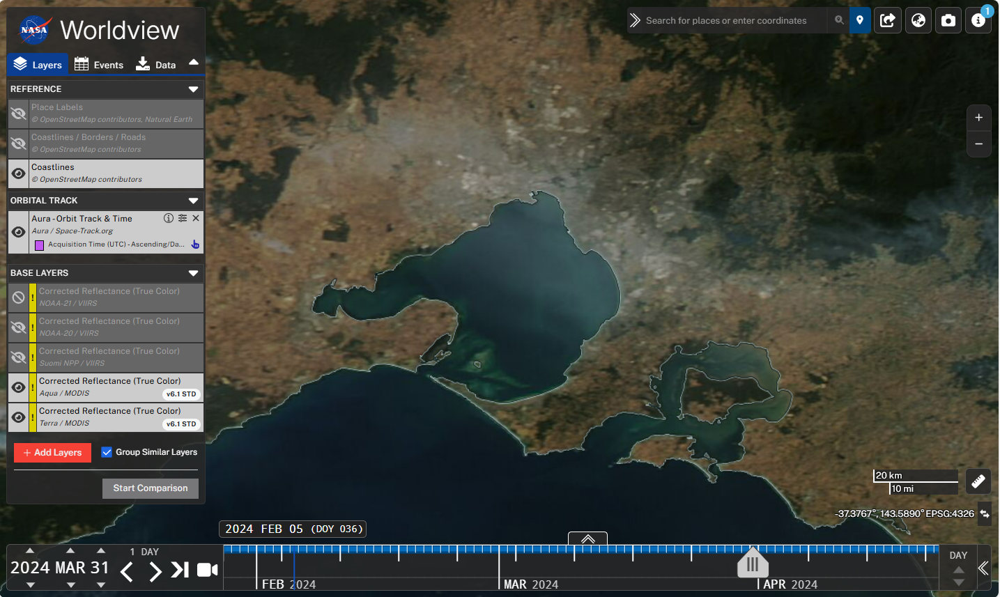 NASA Worldview
Layers Events Data
REFERENCE
Place Labels
© OpenStreetMap contributors, Natural Earth
Coastlines / Borders / Roads
© OpenStreetMap contributors
Coastlines
© OpenStreetMap contributors
ORBITAL TRACK
Aura - Orbit Track & Time
Aura / Space-Track.org
Acquisition Time (UTC) - Ascending/Da...
BASE LAYERS
Corrected Reflectance (True Color)
NOAA-21 / VIIRS
Corrected Reflectance (True Color)
NOAA-20 / VIIRS
Corrected Reflectance (True Color)
Suomi NPP / VIIRS
Corrected Reflectance (True Color)
Aqua / MODIS v6.1 STD
Corrected Reflectance (True Color)
Terra / MODIS v6.1 STD
+ Add Layers Group Similar Layers
Start Comparison
Search for places or enter coordinates
1
+
−
20 km
10 mi
-37.3767°, 143.5890° EPSG:4326
2024 FEB 05 (DOY 036)
1 DAY
2024 MAR 31
FEB 2024
MAR 2024
APR 2024
DAY